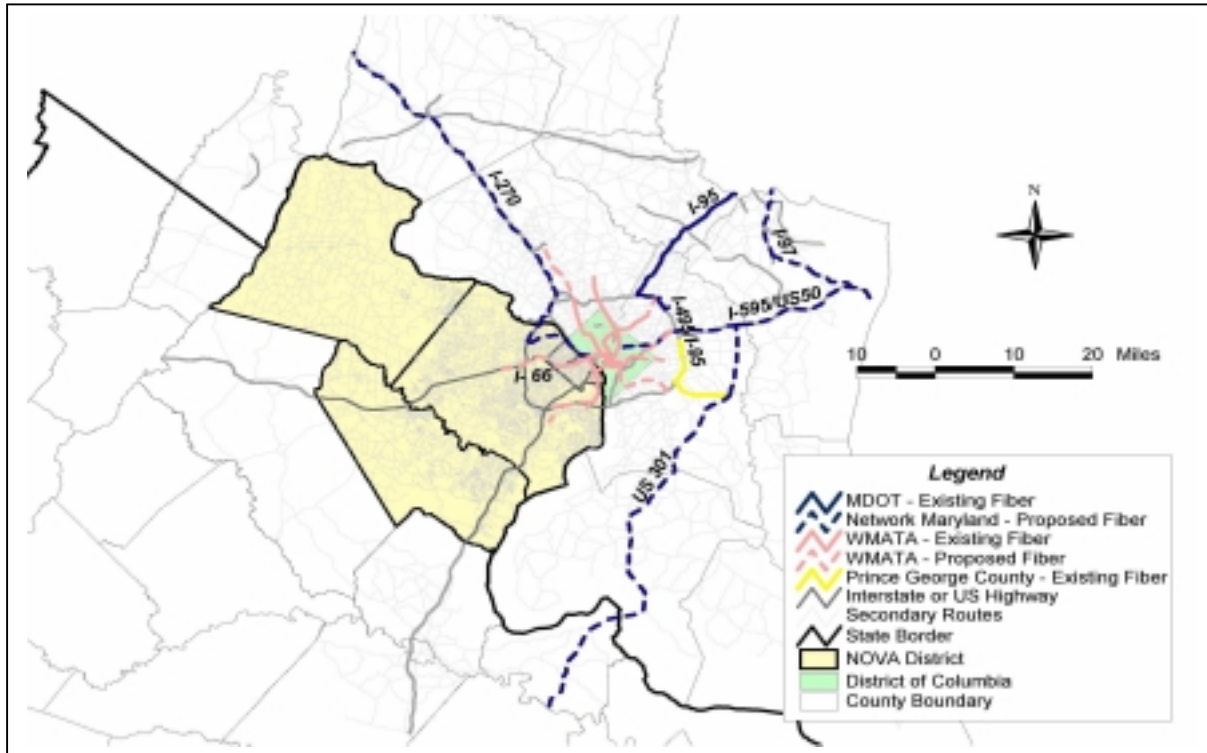 I-270
I-95
N
I-97
I-595/US50
I-495/I-95
10 0 10 20 Miles
I- 66
US 301
Legend
MDOT - Existing Fiber
Network Maryland - Proposed Fiber
WMATA - Existing Fiber
WMATA - Proposed Fiber
Prince George County - Existing Fiber
Interstate or US Highway
Secondary Routes
State Border
NOVA District
District of Columbia
County Boundary